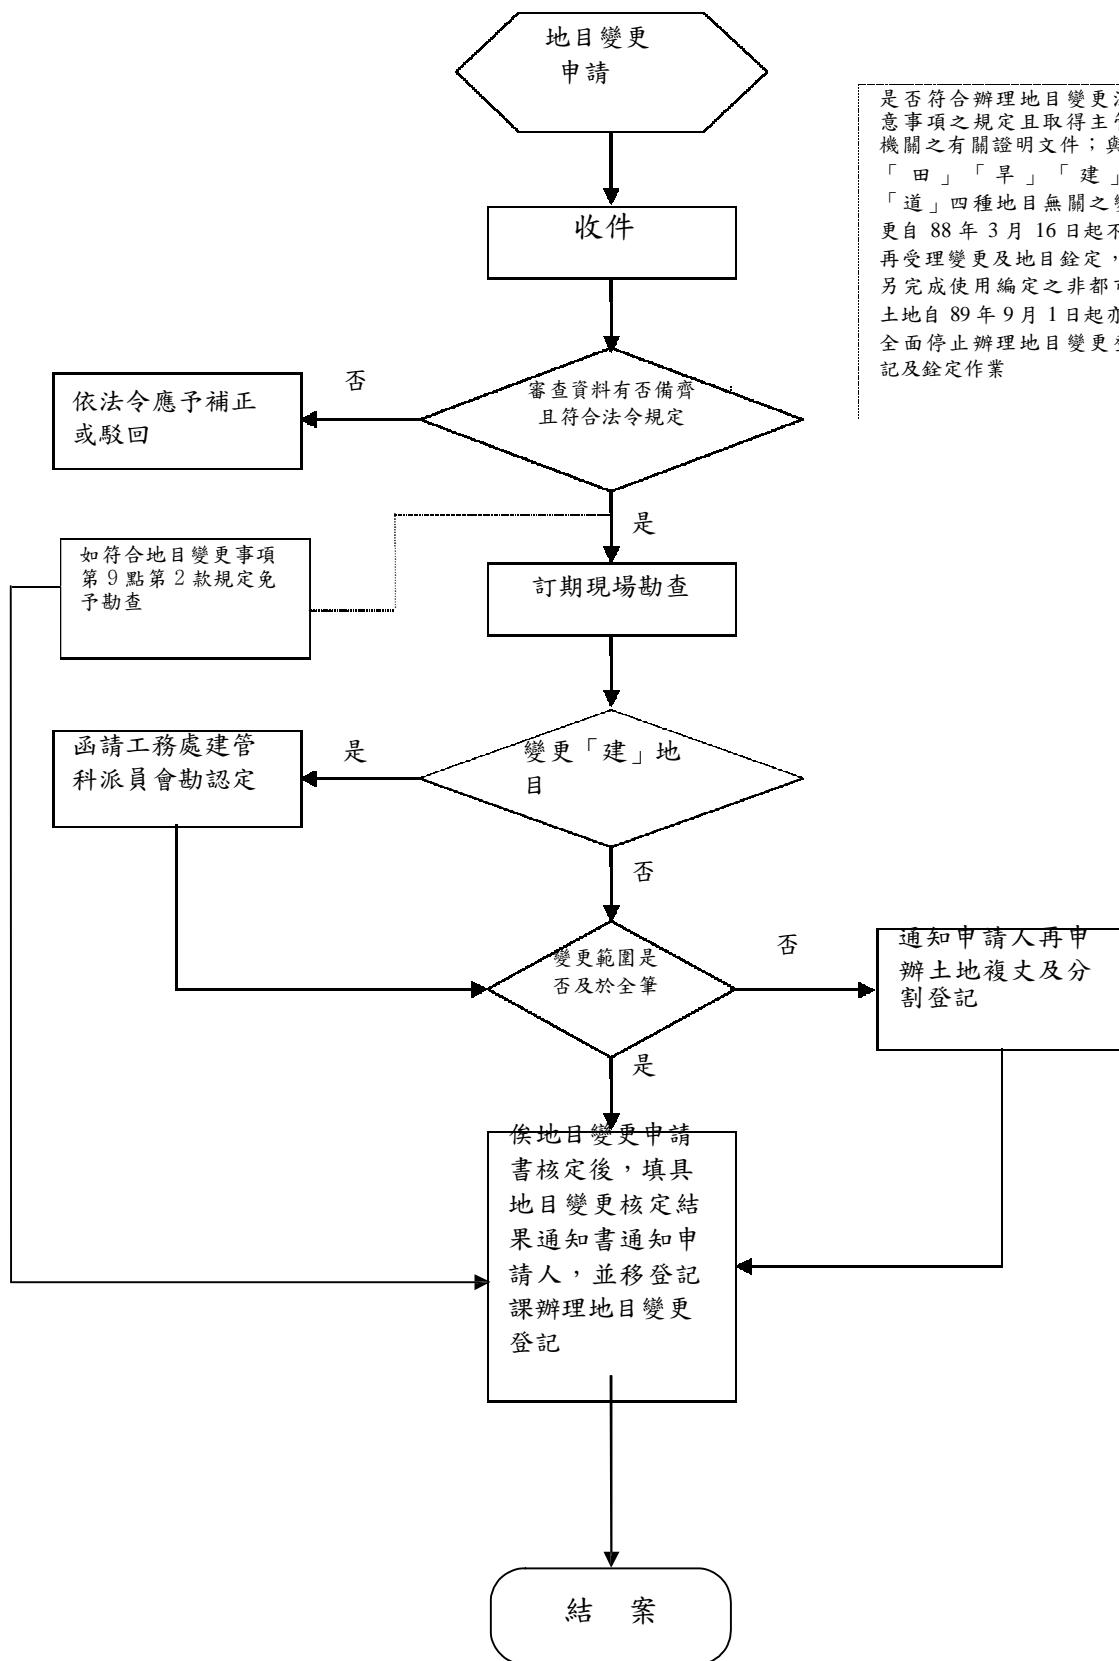 地目變更
申請
是否符合辦理地目變更
意事項之規定且取得主管
機關之有關證明文件；與
「田」「旱」「建」
「道」四種地目無關之變
更自 88 年 3 月 16 日起不
再受理變更及地目銓定，
另完成使用編定之非都市
土地自 89 年 9 月 1 日起亦
全面停止辦理地目變更登
記及銓定作業
收件
審查資料有否備齊
且符合法令規定
否
依法令應予補正
或駁回
是
如符合地目變更事項
第 9 點第 2 款規定免
予勘查
訂期現場勘查
變更「建」地
目
是
函請工務處建管
科派員會勘認定
否
變更範圍是
否及於全筆
否
通知申請人再申
辦土地複丈及分
割登記
是
俟地目變更申請
書核定後，填具
地目變更核定結
果通知書通知申
請人，並移登記
課辦理地目變更
登記
結 案